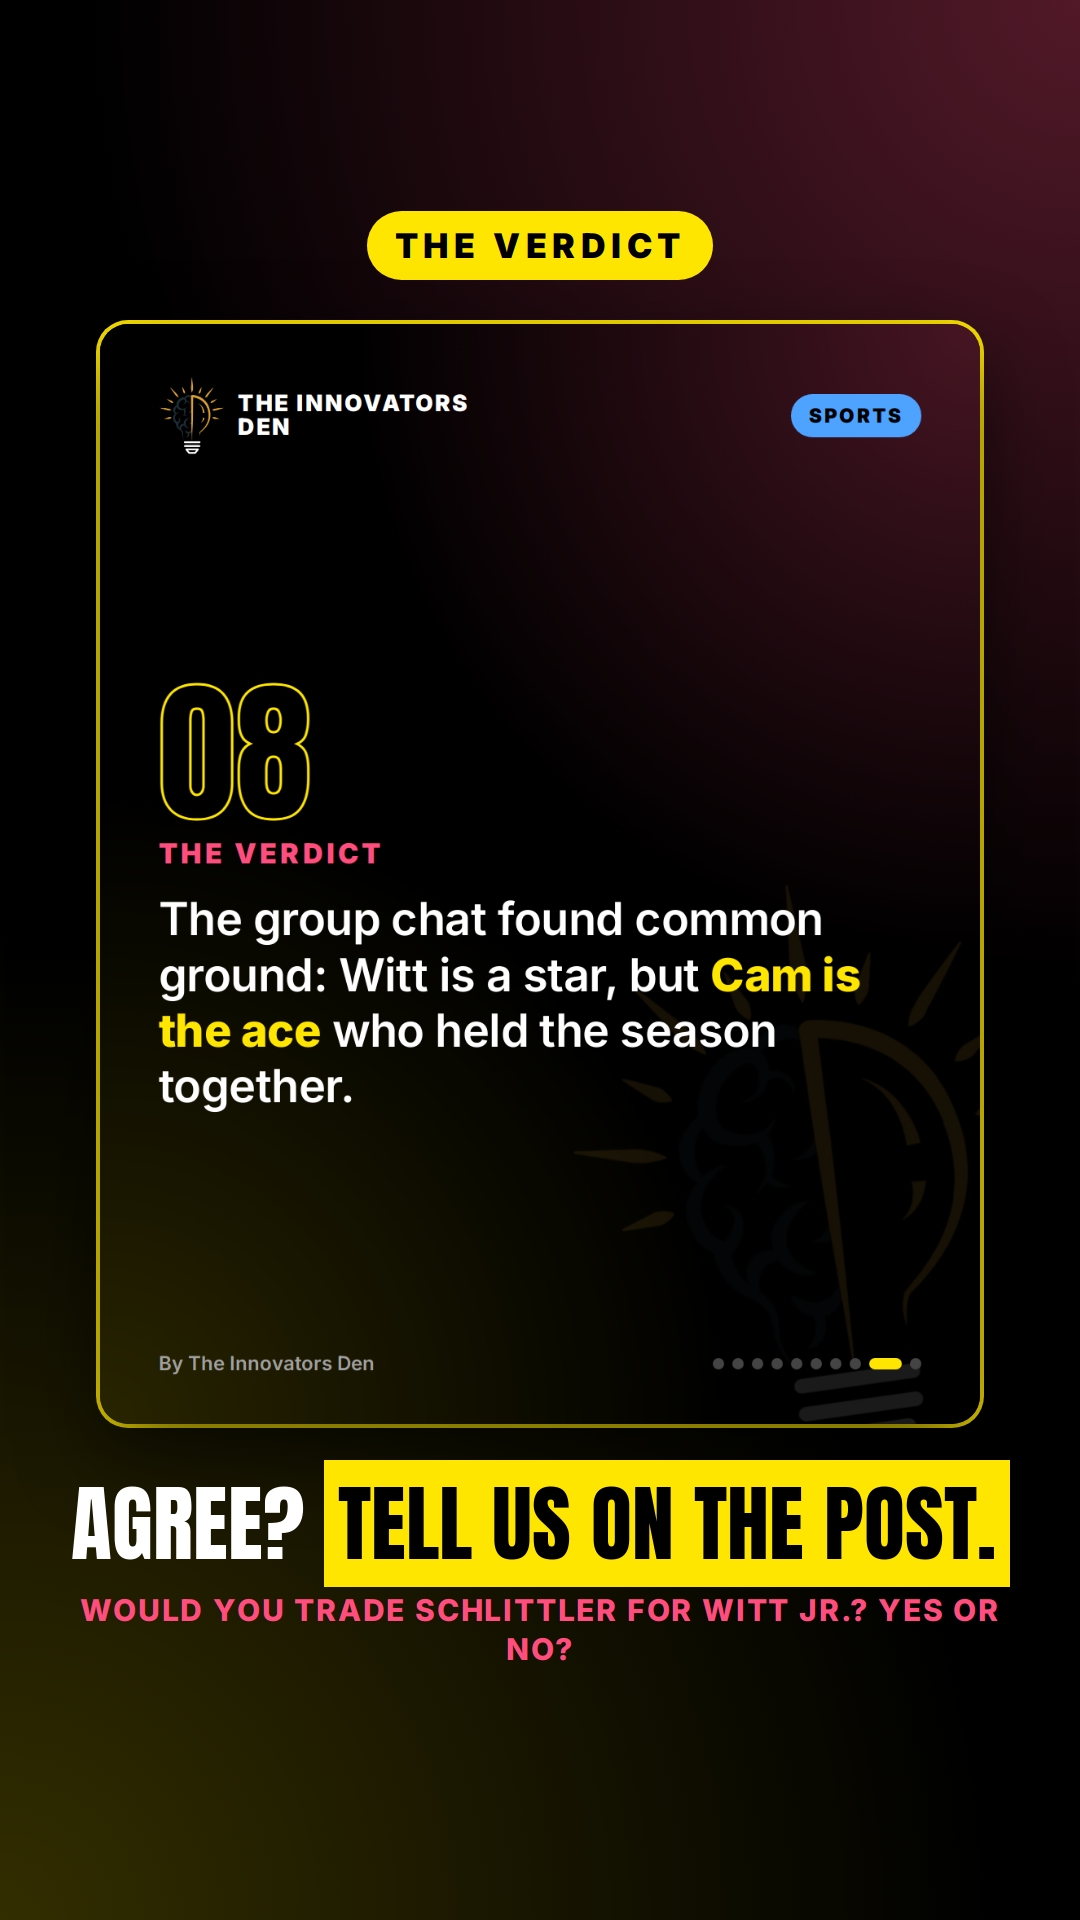 THE VERDICT
THE INNOVATORS
DEN
SPORTS
08
THE VERDICT
The group chat found common
ground: Witt is a star, but Cam is
the ace who held the season
together.
By The Innovators Den
AGREE? TELL US ON THE POST.
WOULD YOU TRADE SCHLITTLER FOR WITT JR.? YES OR
NO?